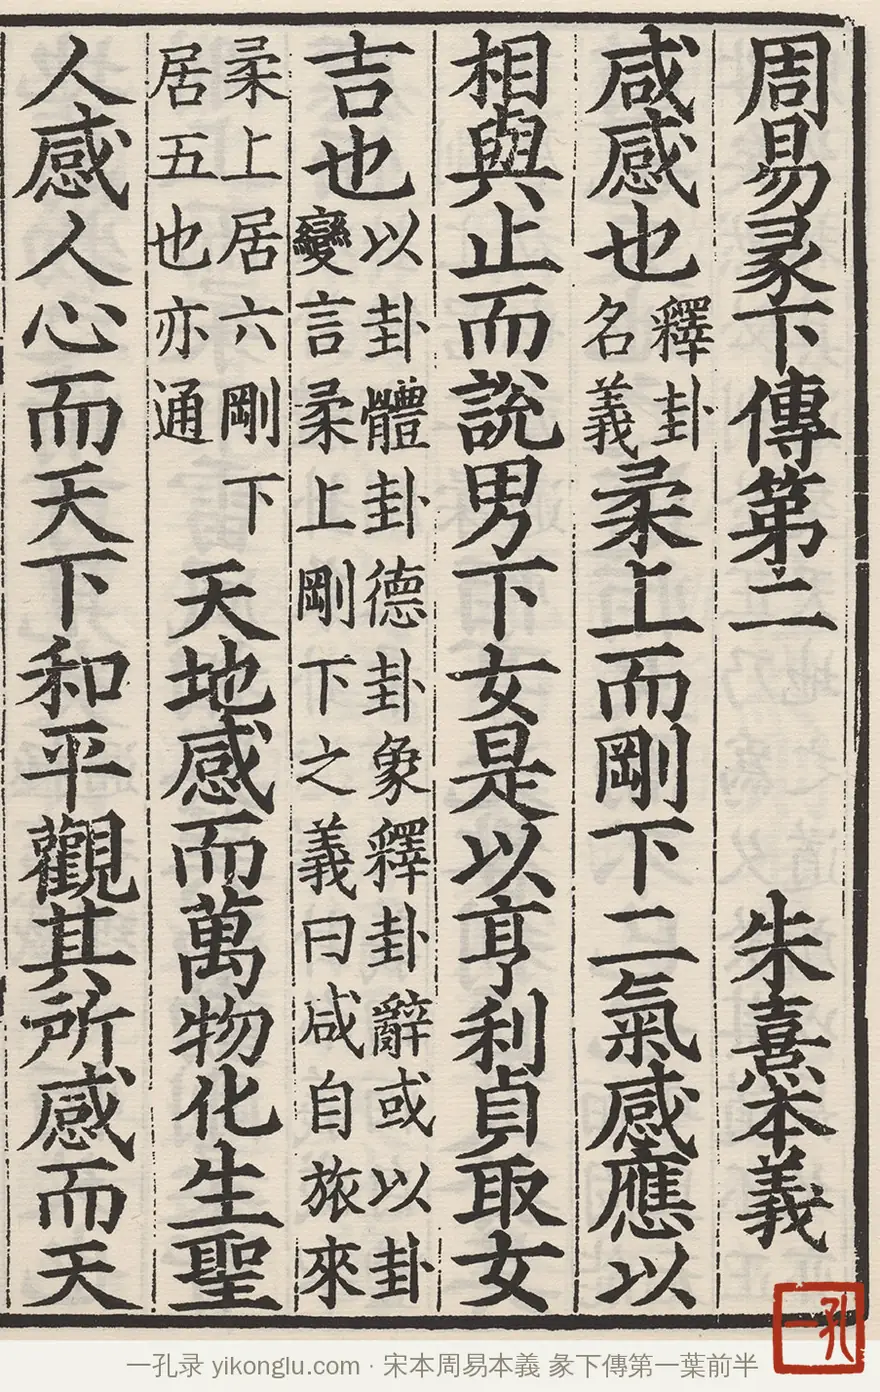 周易彖下傳第二　朱熹本義
咸感也釋卦名義柔上而剛下二氣感應以
相與止而說男下女是以亨利貞取女
吉也以卦體卦德卦象釋卦辭或以卦變言柔上剛下之義曰咸自旅來
柔上居六剛下居五也亦通天地感而萬物化生聖
人感人心而天下和平觀其所感而天
一孔
一孔录 yikonglu.com · 宋本周易本義 彖下傳第一葉前半